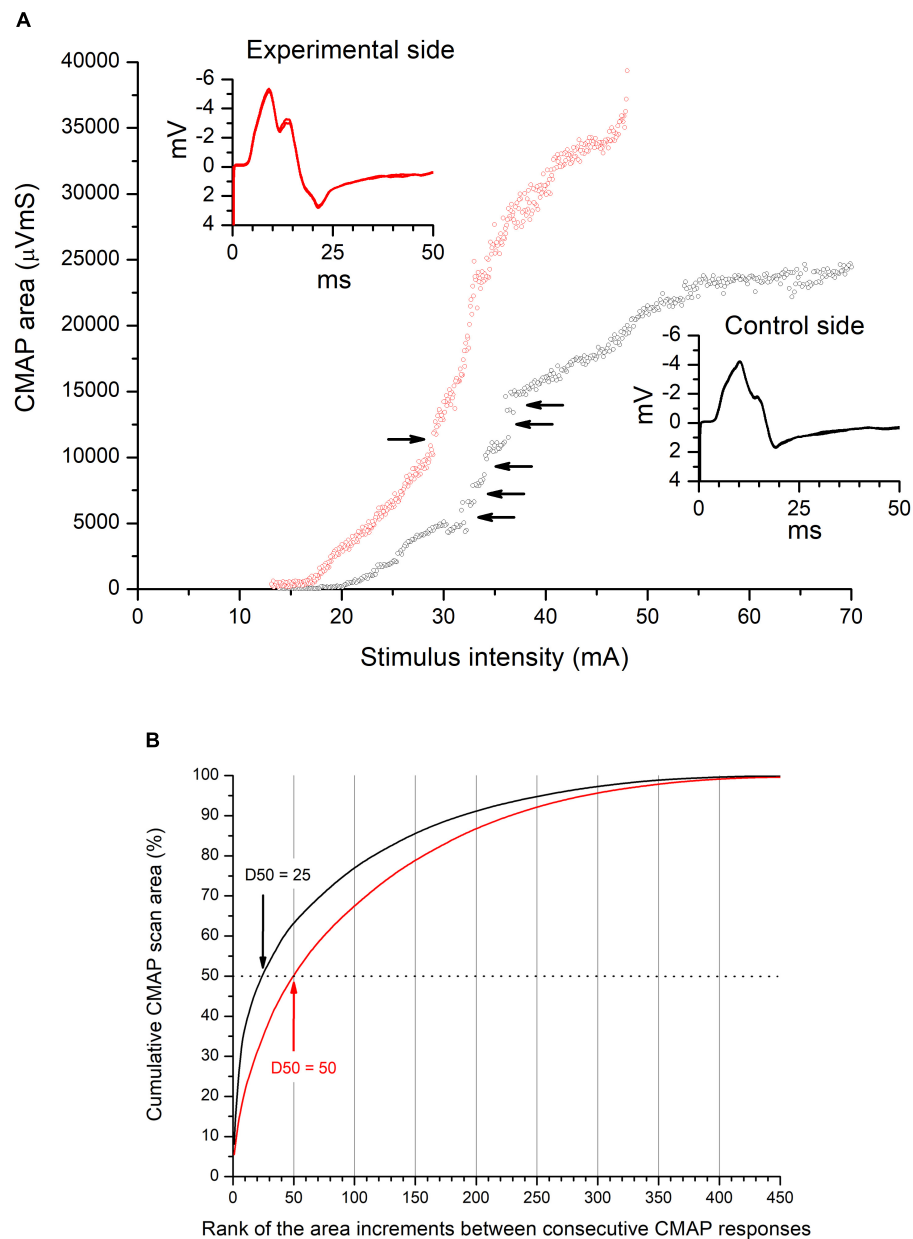 A
Experimental side
40000
35000
30000
25000
20000
15000
10000
5000
0
CMAP area (µVmS)
-6
-4
-2
0
2
4
mV
0 25 50
ms
Control side
-6
-4
-2
0
2
4
mV
0 25 50
ms
0 10 20 30 40 50 60 70
Stimulus intensity (mA)
B
100
90
80
70
60
50
40
30
20
10
0
Cumulative CMAP scan area (%)
D50 = 25
D50 = 50
0 50 100 150 200 250 300 350 400 450
Rank of the area increments between consecutive CMAP responses